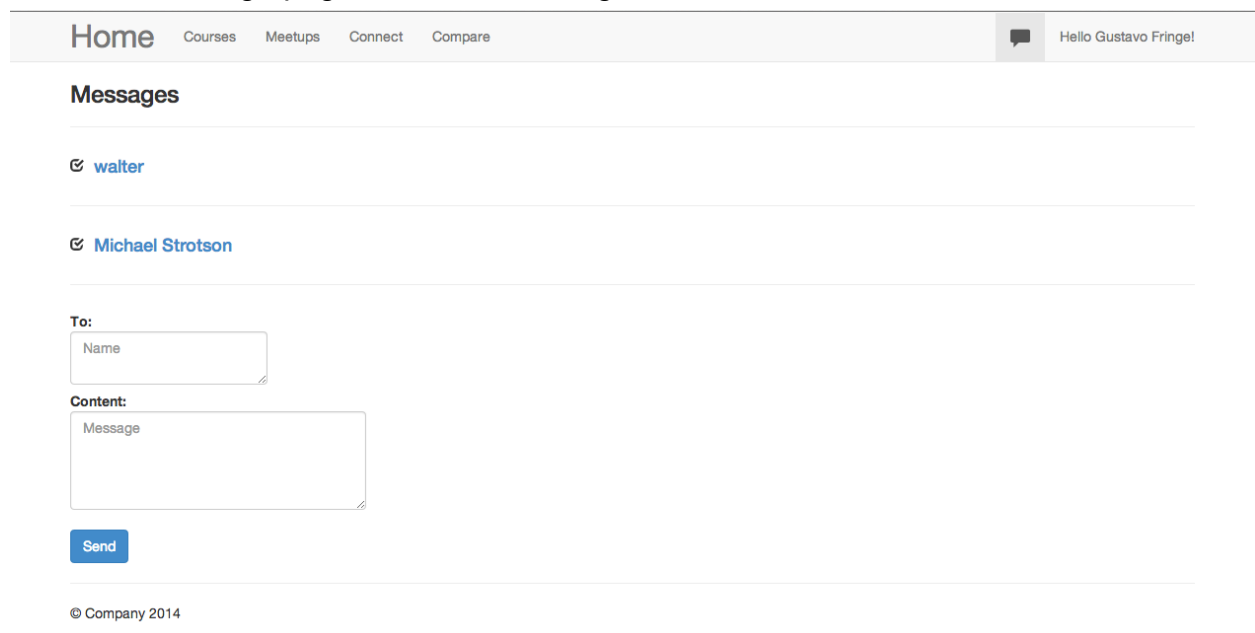 Home Courses Meetups Connect Compare Hello Gustavo Fringe!
Messages
walter
Michael Strotson
To:
Name
Content:
Message
Send
© Company 2014